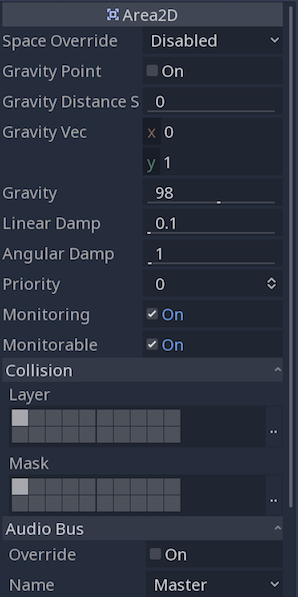 Area2D
Space Override Disabled
Gravity Point On
Gravity Distance S 0
Gravity Vec x 0
y 1
Gravity 98
Linear Damp 0.1
Angular Damp 1
Priority 0
Monitoring On
Monitorable On
Collision
Layer
..
Mask
..
Audio Bus
Override On
Name Master